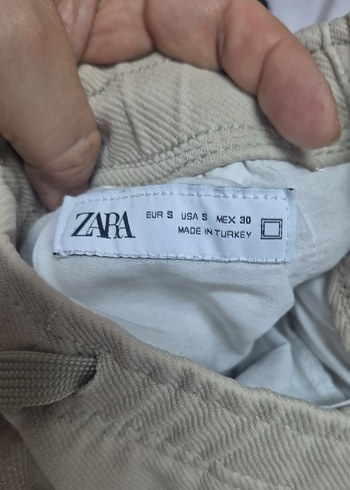 ZARA
EUR S USA S MEX 30
MADE IN TURKEY